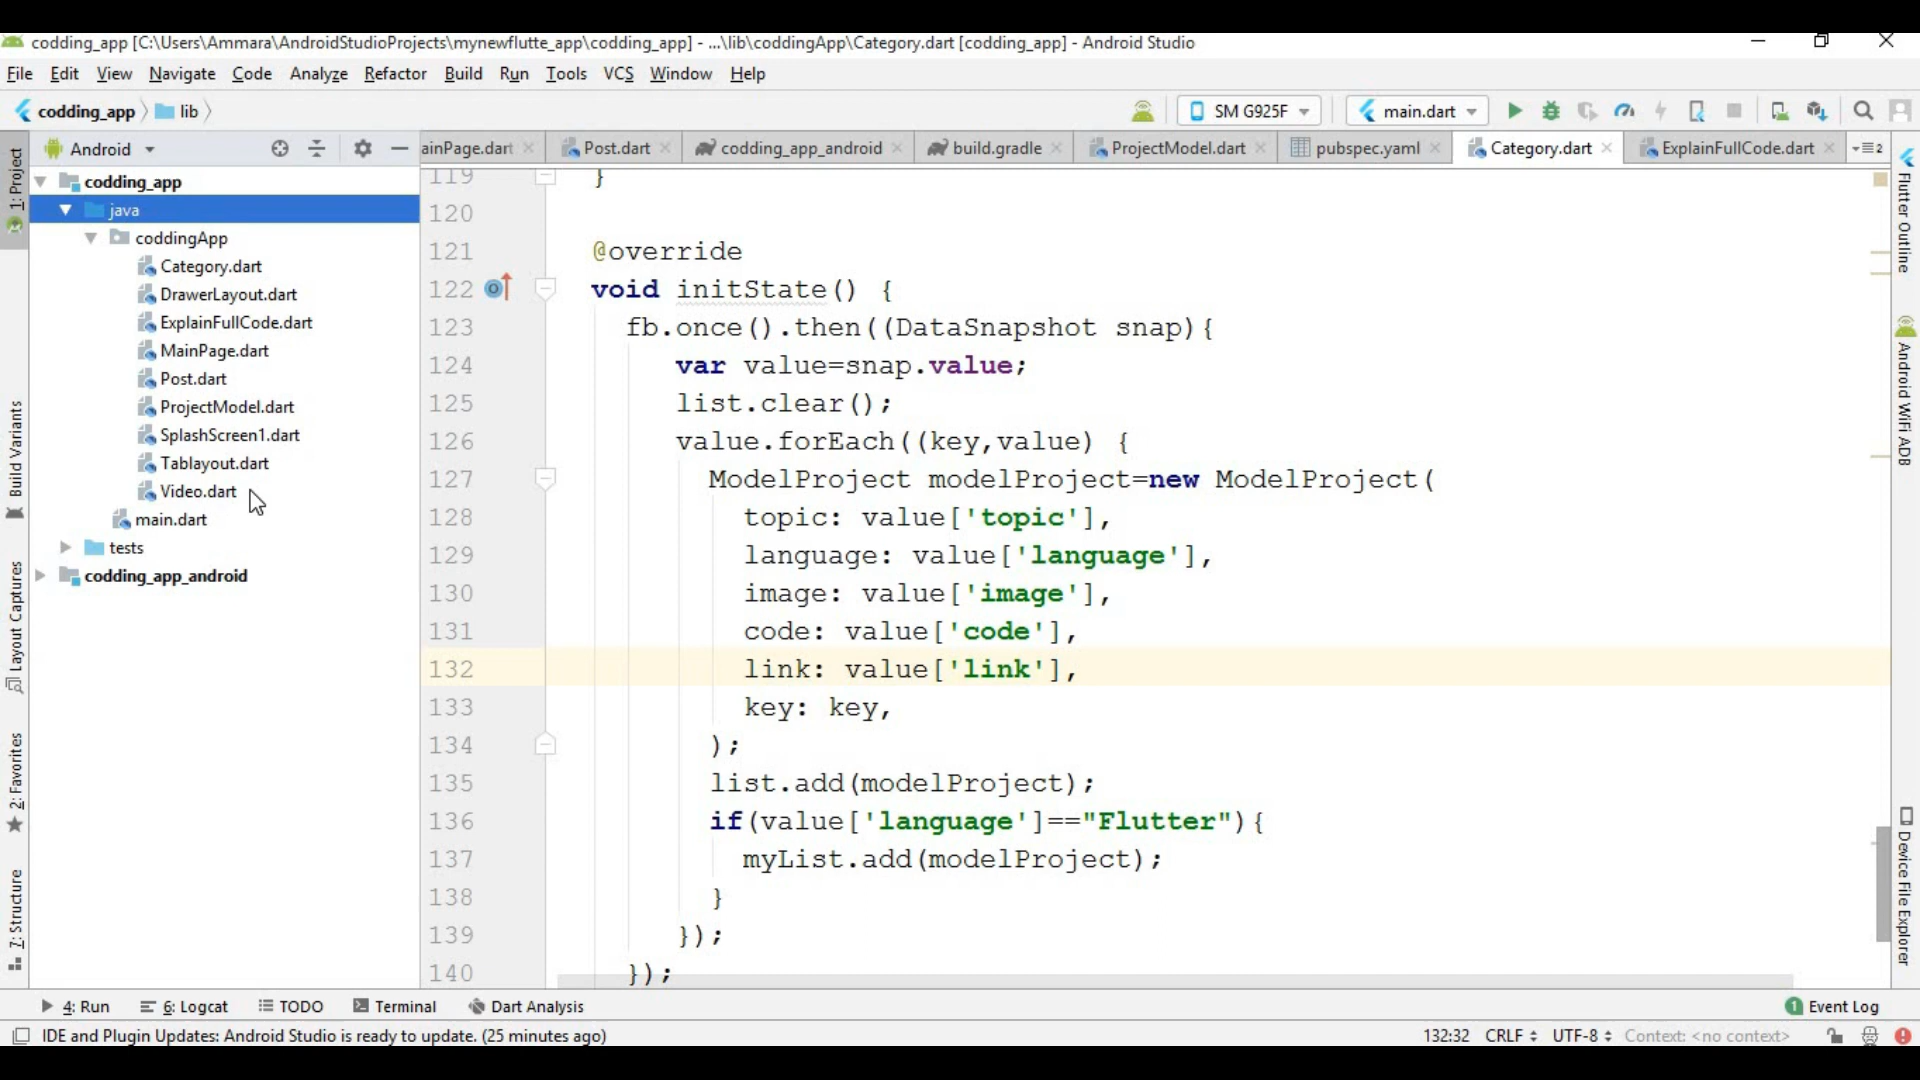 codding_app [C:\Users\Ammara\AndroidStudioProjects\mynewflutte_app\codding_app] - ...\lib\coddingApp\Category.dart [codding_app] - Android Studio
File Edit View Navigate Code Analyze Refactor Build Run Tools VCS Window Help
codding_app lib SM G925F main.dart
Android ainPage.dart Post.dart codding_app_android build.gradle ProjectModel.dart pubspec.yaml Category.dart ExplainFullCode.dart 2
codding_app
java
coddingApp
Category.dart
DrawerLayout.dart
ExplainFullCode.dart
MainPage.dart
Post.dart
ProjectModel.dart
SplashScreen1.dart
Tablayout.dart
Video.dart
main.dart
tests
codding_app_android
1: Project
Build Variants
Layout Captures
2: Favorites
7: Structure
119 }
120
121 @override
122 void initState() {
123 fb.once().then((DataSnapshot snap){
124 var value=snap.value;
125 list.clear();
126 value.forEach((key,value) {
127 ModelProject modelProject=new ModelProject(
128 topic: value['topic'],
129 language: value['language'],
130 image: value['image'],
131 code: value['code'],
132 link: value['link'],
133 key: key,
134 );
135 list.add(modelProject);
136 if(value['language']=="Flutter"){
137 myList.add(modelProject);
138 }
139 });
140 });
Flutter Outline
Android WiFi ADB
Device File Explorer
4: Run 6: Logcat TODO Terminal Dart Analysis 1 Event Log
IDE and Plugin Updates: Android Studio is ready to update. (25 minutes ago) 132:32 CRLF UTF-8 Context: <no context>